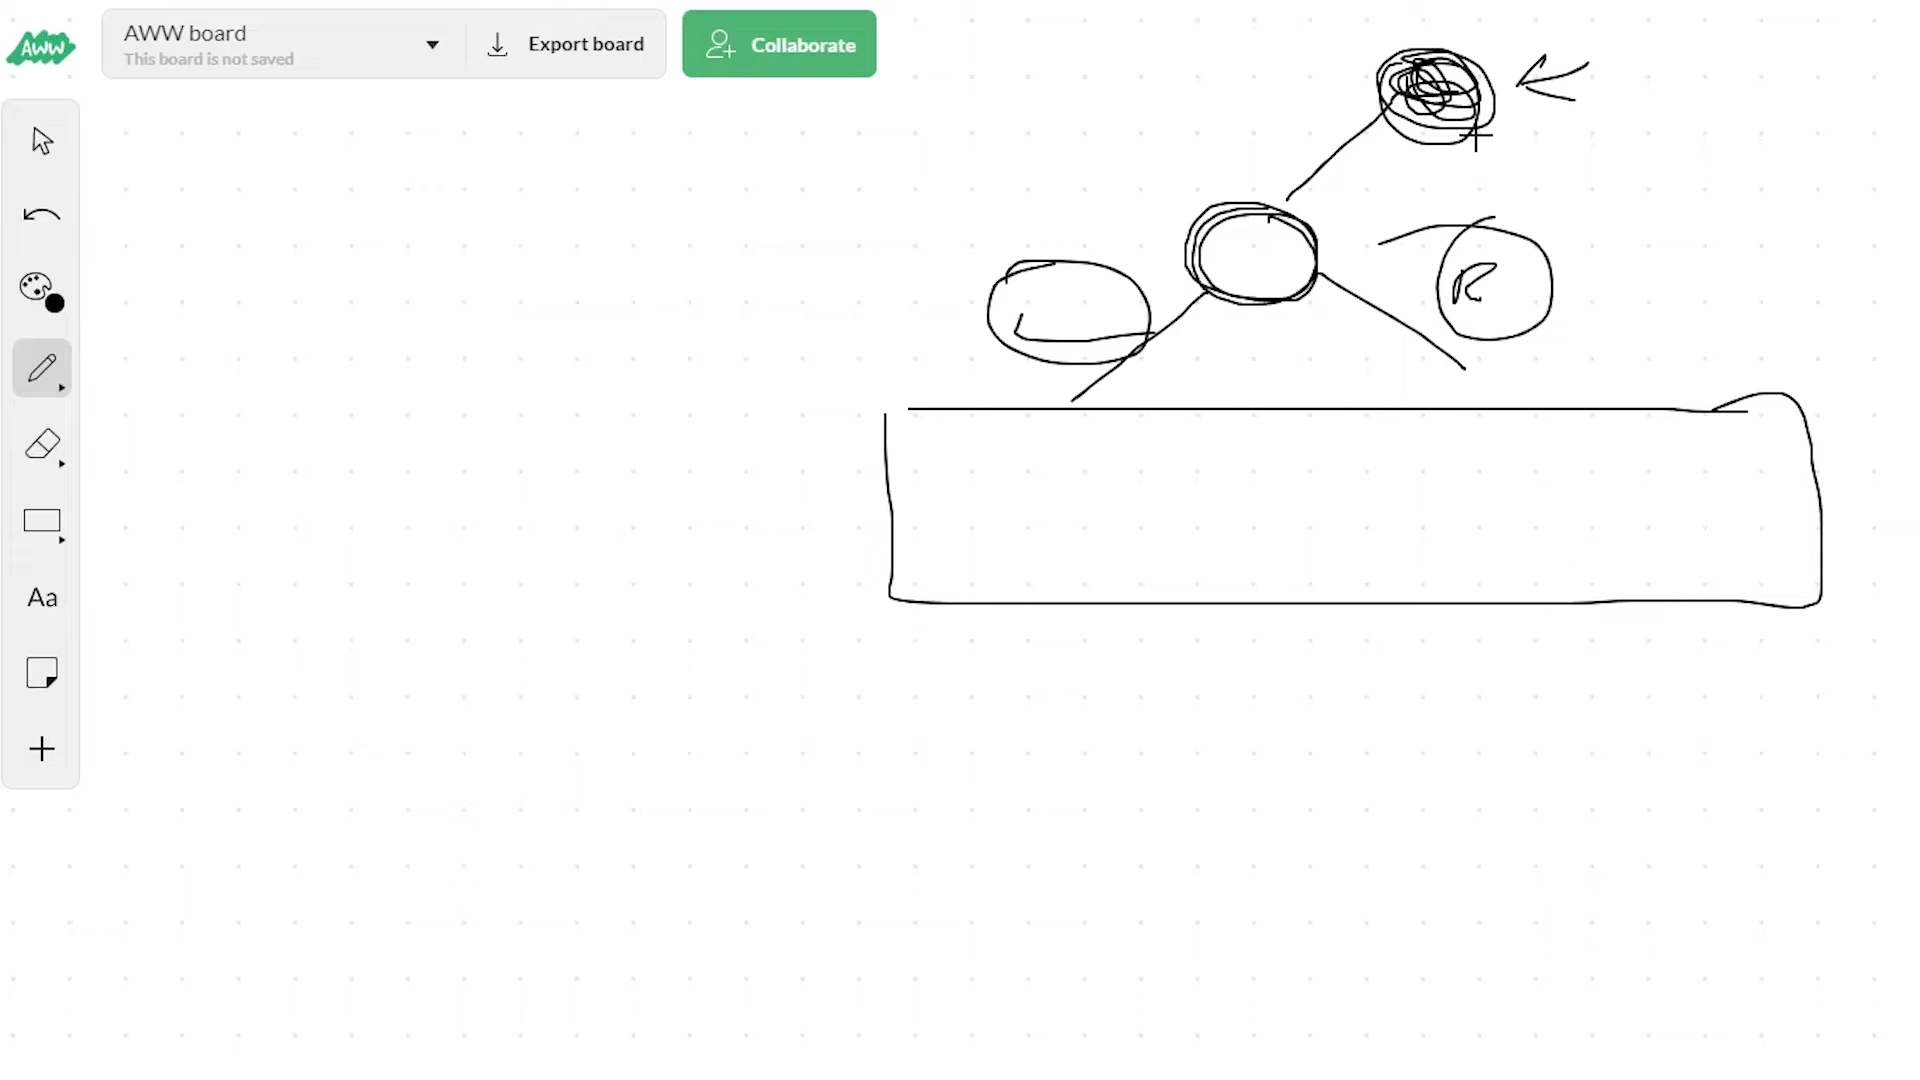 AWW
AWW board
This board is not saved
Export board
Collaborate
R
L
Aa